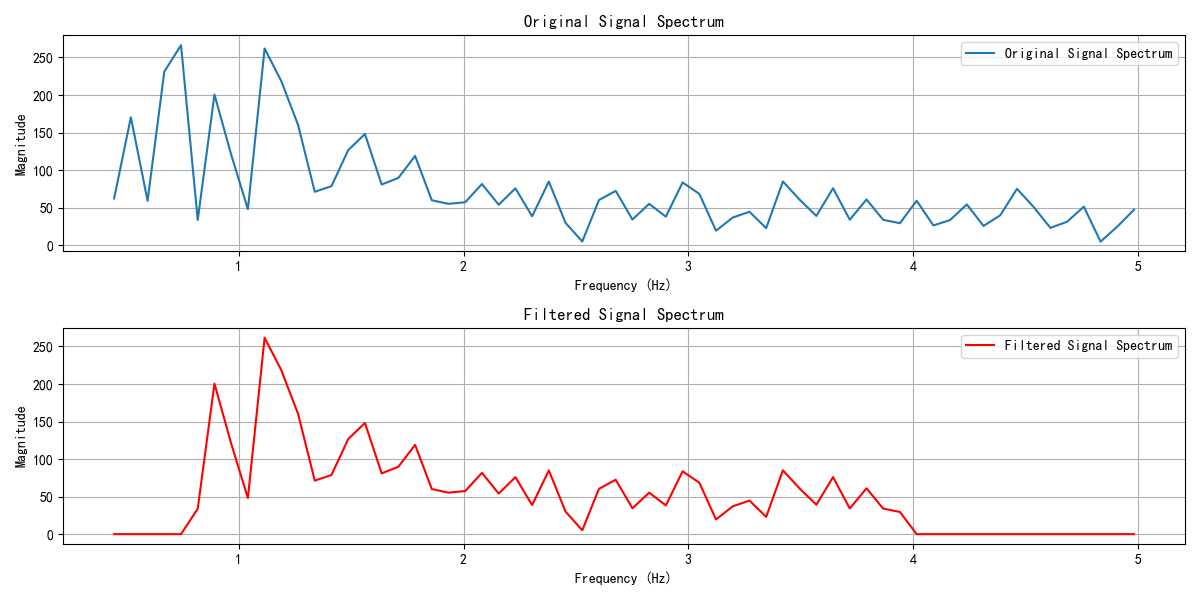 Original Signal Spectrum
Original Signal Spectrum
Magnitude
250
200
150
100
50
0
1
2
3
4
5
Frequency (Hz)
Filtered Signal Spectrum
Filtered Signal Spectrum
Magnitude
250
200
150
100
50
0
1
2
3
4
5
Frequency (Hz)